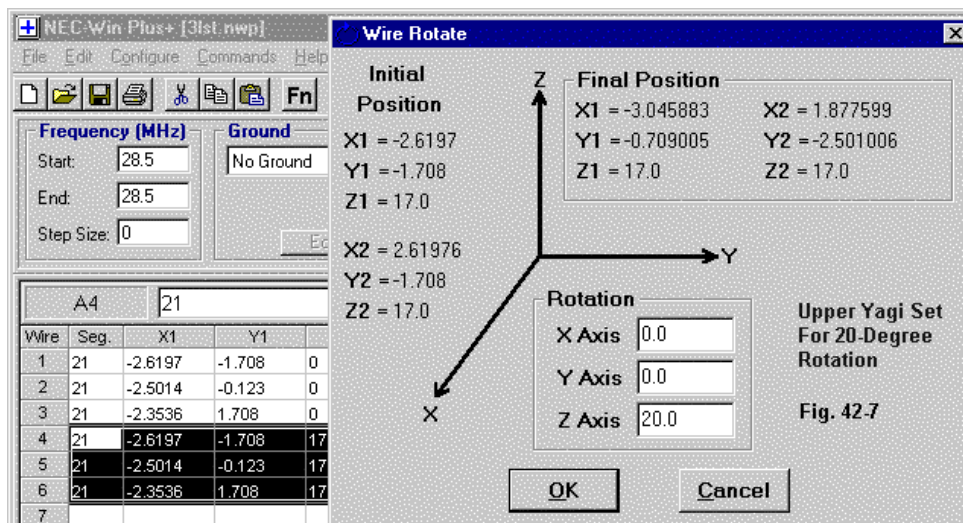 NEC-Win Plus+ [3lst.nwp]
File Edit Configure Commands Help
Fn
Frequency (MHz)
Start: 28.5
End: 28.5
Step Size: 0
Ground
No Ground
A4 21
Wire Seg. X1 Y1
1 21 -2.6197 -1.708 0
2 21 -2.5014 -0.123 0
3 21 -2.3536 1.708 0
4 21 -2.6197 -1.708 17
5 21 -2.5014 -0.123 17
6 21 -2.3536 1.708 17
7
Wire Rotate
Initial
Position
X1 = -2.6197
Y1 = -1.708
Z1 = 17.0
X2 = 2.61976
Y2 = -1.708
Z2 = 17.0
Z
Y
X
Final Position
X1 = -3.045883 X2 = 1.877599
Y1 = -0.709005 Y2 = -2.501006
Z1 = 17.0 Z2 = 17.0
Rotation
X Axis 0.0
Y Axis 0.0
Z Axis 20.0
Upper Yagi Set
For 20-Degree
Rotation
Fig. 42-7
OK Cancel